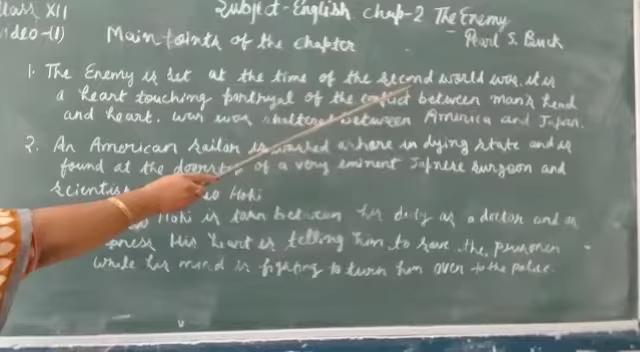 Class XII Subject-English Chap-2 The Enemy
Video-(1) Main Points of the chapter Pearl S. Buck
1. The Enemy is set at the time of the second world war. it is
a heart touching portrayal of the conflict between man's head
and heart. war was between America and Japan.
2. An American sailor is washed ashore in dying state and is
found at the doorstep of a very eminent Japnese surgeon and
scientist Hoki
Hoki is torn between his duty as a doctor and as
His heart is telling him to save the prisoner
while his mind is fighting to turn him over to the police.